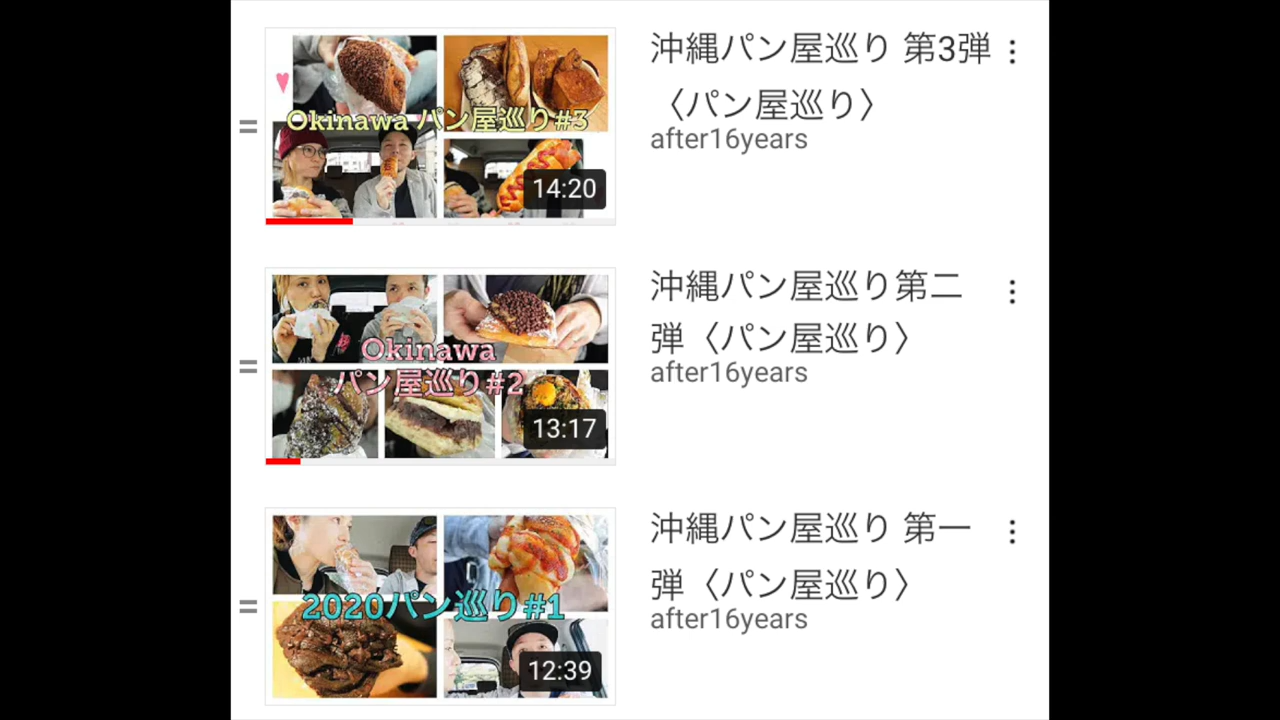 沖縄パン屋巡り 第3弾
〈パン屋巡り〉
after16years
Okinawa パン屋巡り#3
14:20
沖縄パン屋巡り第二
弾〈パン屋巡り〉
after16years
Okinawa
パン屋巡り#2
13:17
沖縄パン屋巡り 第一
弾〈パン屋巡り〉
after16years
2020パン巡り#1
12:39